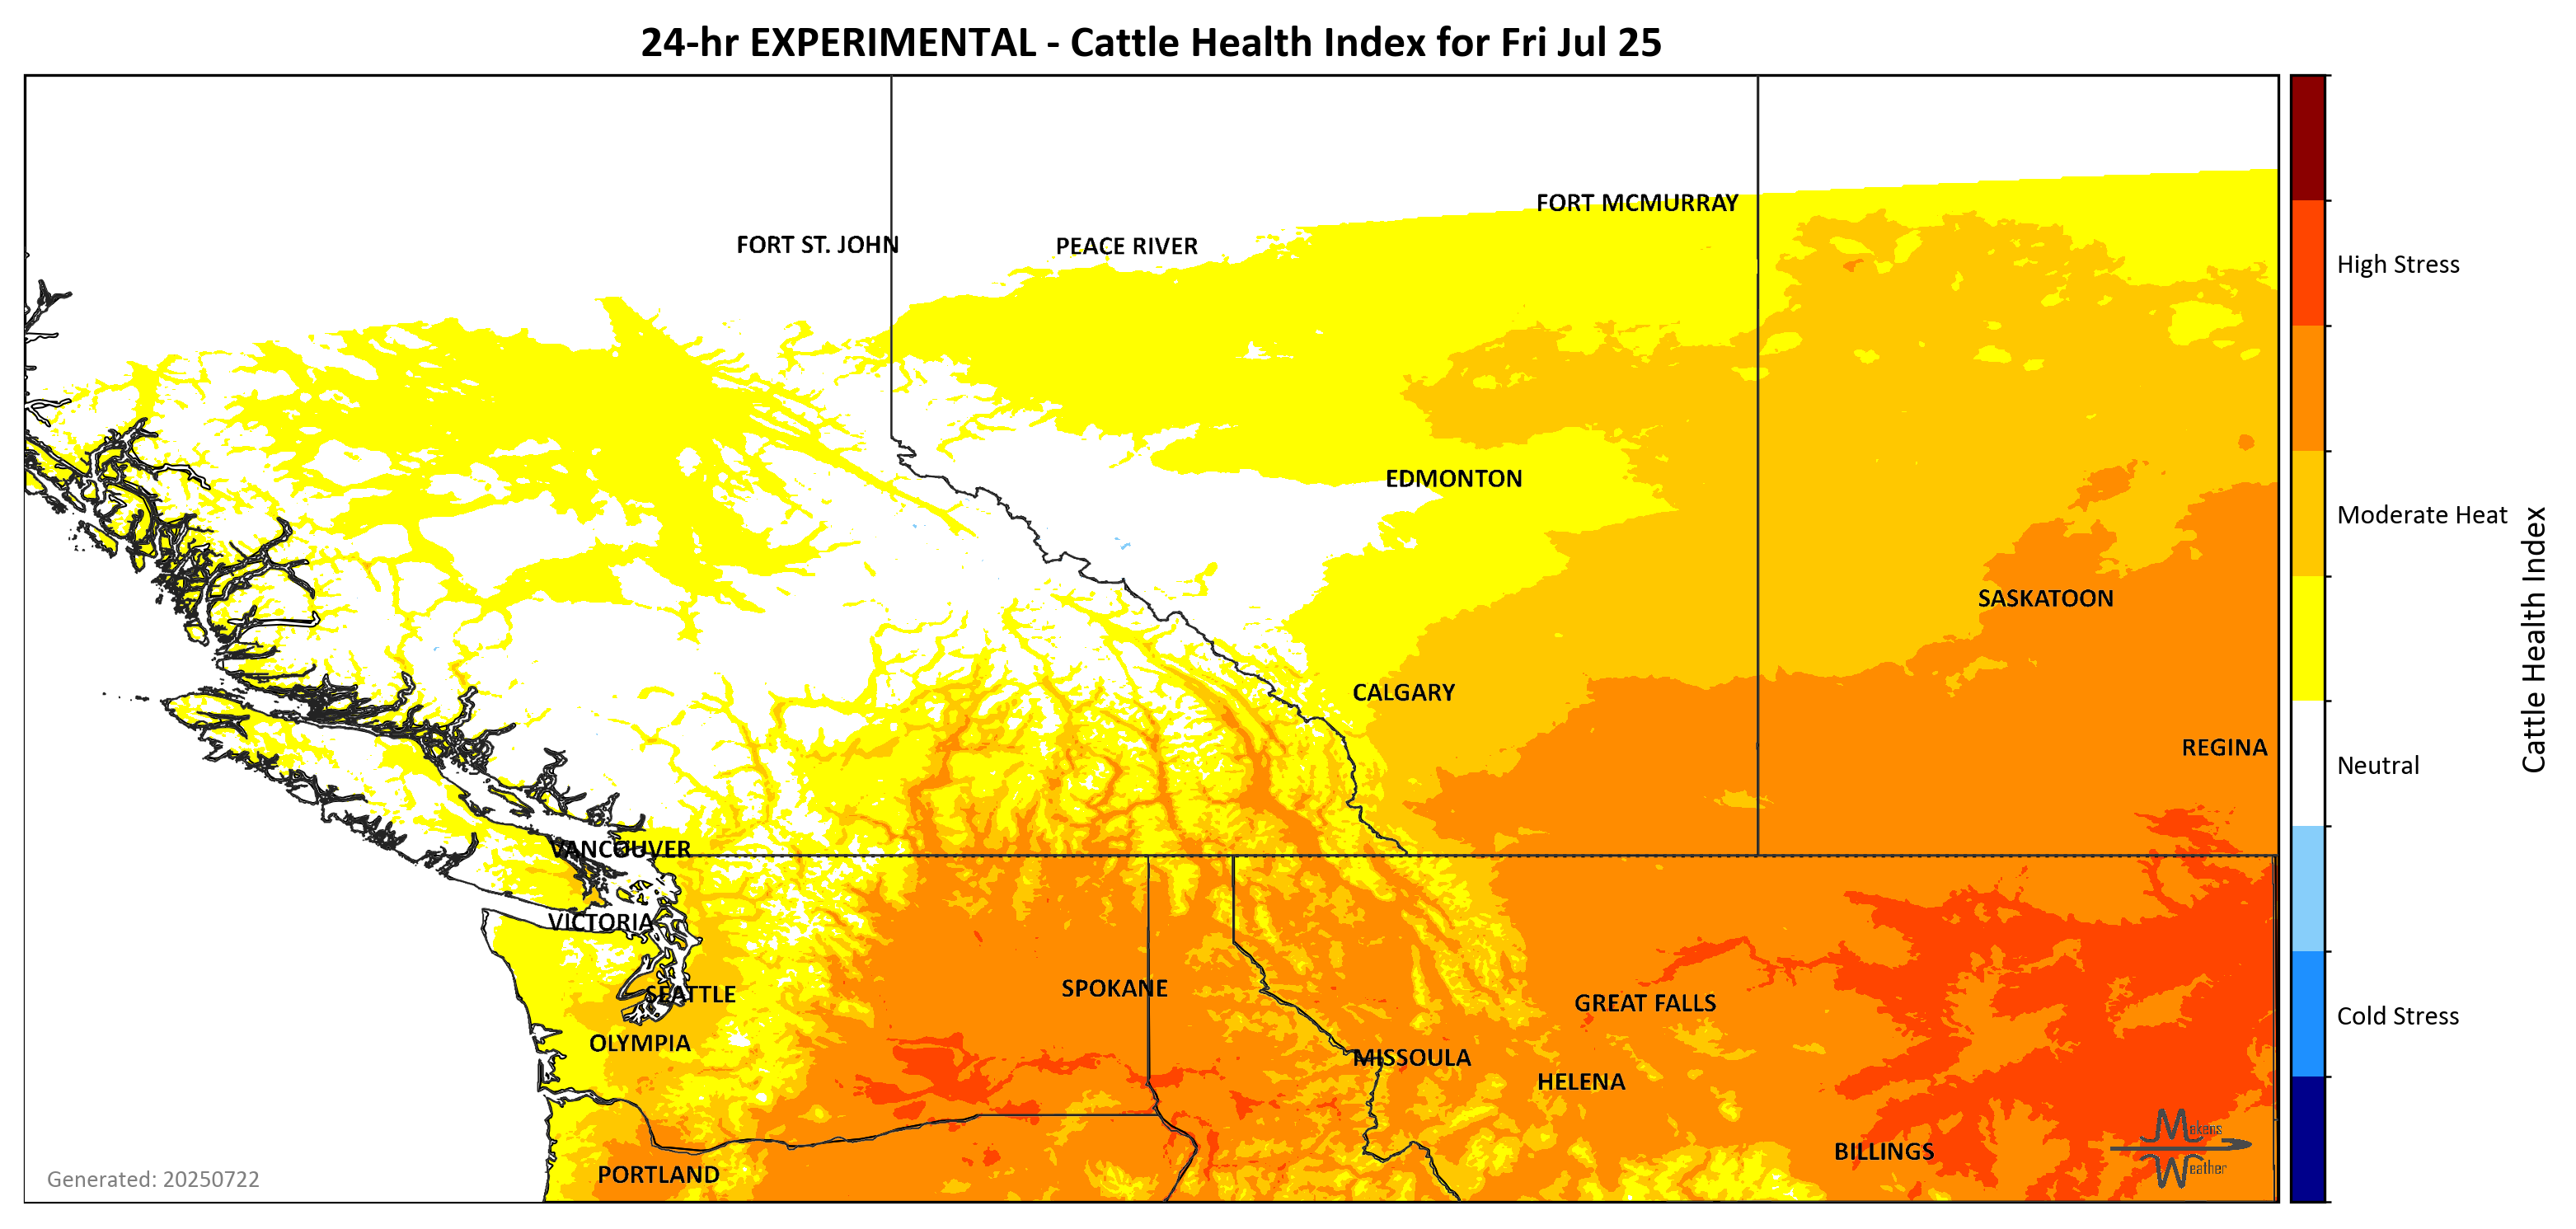 24-hr EXPERIMENTAL - Cattle Health Index for Fri Jul 25
FORT MCMURRAY
FORT ST. JOHN
PEACE RIVER
High Stress
EDMONTON
Moderate Heat
SASKATOON
CALGARY
REGINA
Neutral
Cattle Health Index
VANCOUVER
VICTORIA
SPOKANE
SEATTLE
GREAT FALLS
Cold Stress
OLYMPIA
MISSOULA
HELENA
Makens
Weather
BILLINGS
PORTLAND
Generated: 20250722